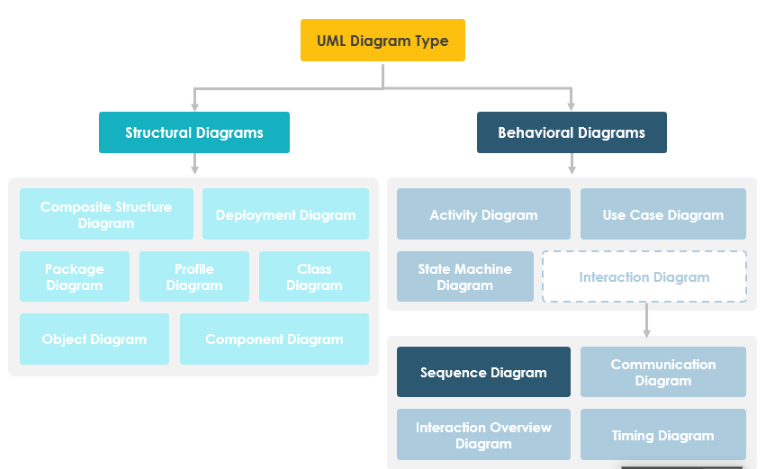 UML Diagram Type
Structural Diagrams
Behavioral Diagrams
Composite Structure
Diagram
Deployment Diagram
Package
Diagram
Profile
Diagram
Class
Diagram
Object Diagram
Component Diagram
Activity Diagram
Use Case Diagram
State Machine
Diagram
Interaction Diagram
Sequence Diagram
Communication
Diagram
Interaction Overview
Diagram
Timing Diagram